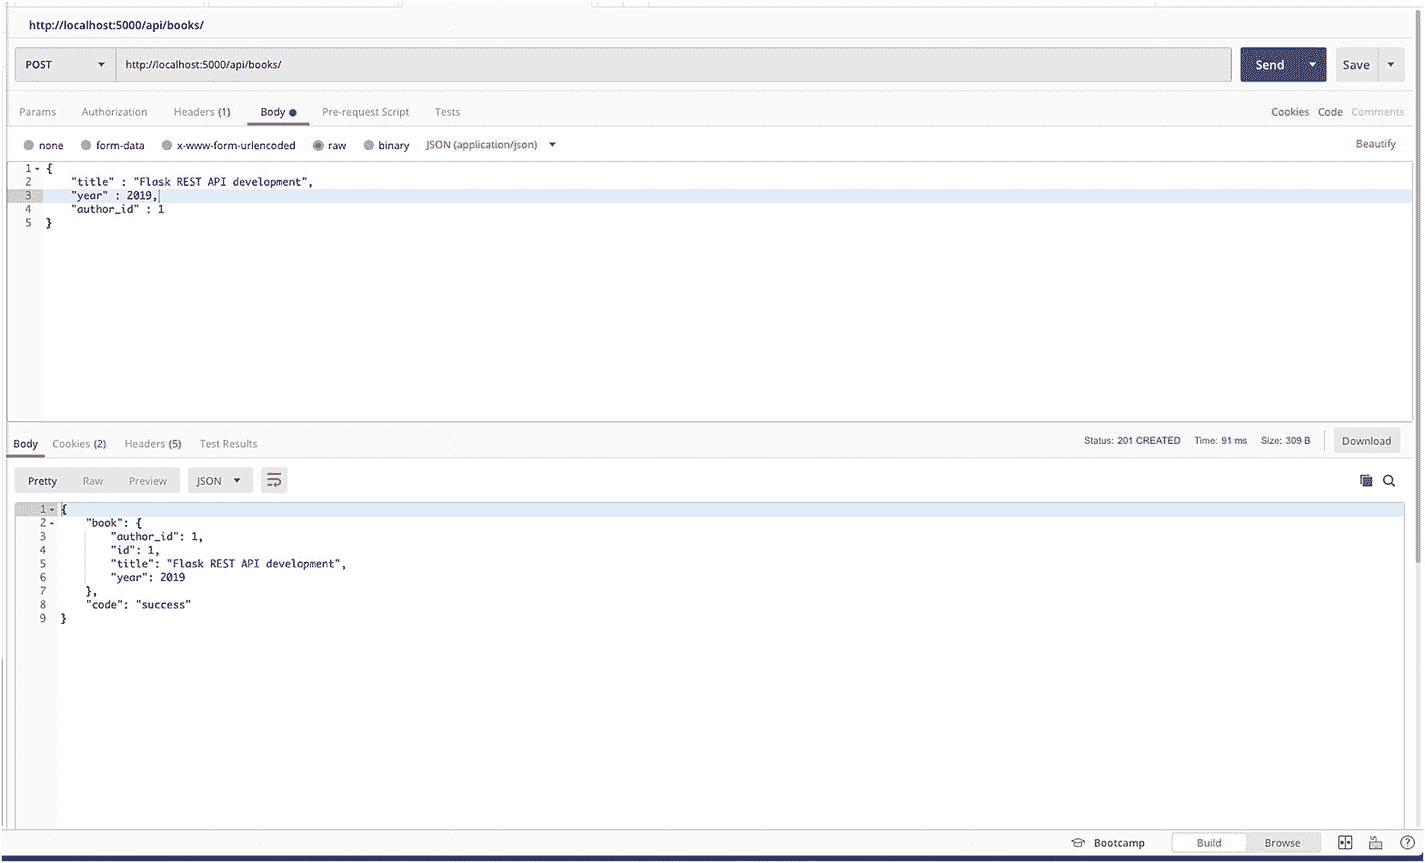 http://localhost:5000/api/books/
POST http://localhost:5000/api/books/ Send Save
Params Authorization Headers (1) Body Pre-request Script Tests Cookies Code Comments
none form-data x-www-form-urlencoded raw binary JSON (application/json) Beautify
1 {
2 "title" : "Flask REST API development",
3 "year" : 2019,
4 "author_id" : 1
5 }
Body Cookies (2) Headers (5) Test Results Status: 201 CREATED Time: 91 ms Size: 309 B Download
Pretty Raw Preview JSON
1 {
2 "book": {
3 "author_id": 1,
4 "id": 1,
5 "title": "Flask REST API development",
6 "year": 2019
7 },
8 "code": "success"
9 }
Bootcamp Build Browse ?